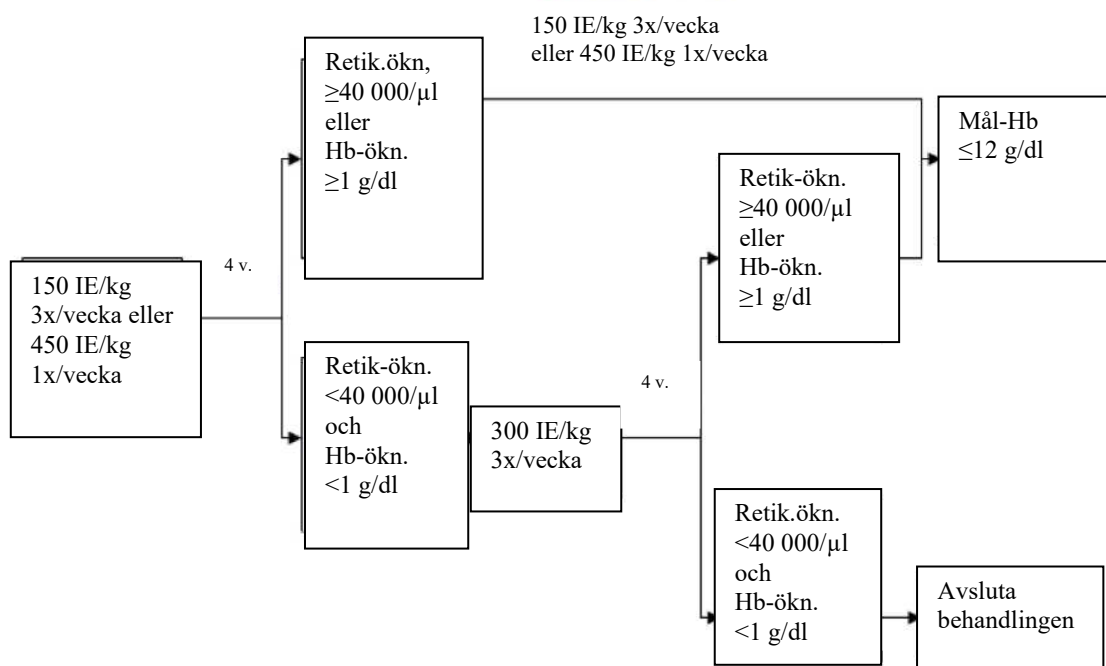 150 IE/kg 3x/vecka
eller 450 IE/kg 1x/vecka
Retik.ökn,
≥40 000/µl
eller
Hb-ökn.
≥1 g/dl
Mål-Hb
≤12 g/dl
Retik-ökn.
≥40 000/µl
eller
Hb-ökn.
≥1 g/dl
4 v.
150 IE/kg
3x/vecka eller
450 IE/kg
1x/vecka
Retik-ökn.
<40 000/µl
och
Hb-ökn.
<1 g/dl
4 v.
300 IE/kg
3x/vecka
Retik.ökn.
<40 000/µl
och
Hb-ökn.
<1 g/dl
Avsluta
behandlingen